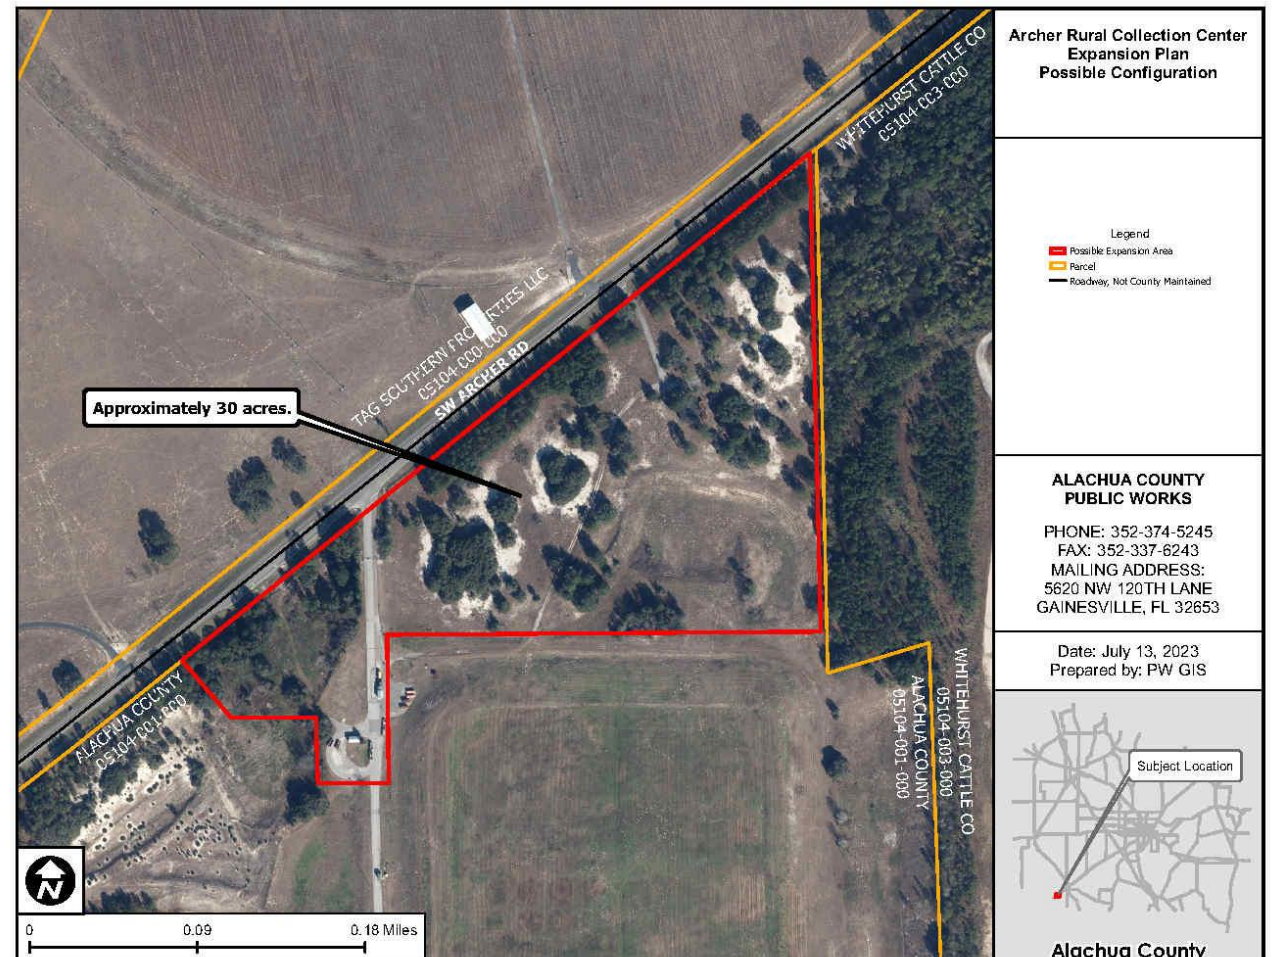 Archer Rural Collection Center
Expansion Plan
Possible Configuration
Legend
Possible Expansion Area
Parcel
Roadway, Not County Maintained
ALACHUA COUNTY
PUBLIC WORKS
PHONE: 352-374-5245
FAX: 352-337-6243
MAILING ADDRESS:
5620 NW 120TH LANE
GAINESVILLE, FL 32653
Date: July 13, 2023
Prepared by: PW GIS
Subject Location
Alachua County
WHITEHURST CATTLE CO
05104-003-000
TAG SOUTHERN PROPERTIES LLC
05104-000-000
SW ARCHER RD
Approximately 30 acres.
ALACHUA COUNTY
05104-001-000
WHITEHURST CATTLE CO
05104-003-000
ALACHUA COUNTY
05104-001-000
N
0 0.09 0.18 Miles